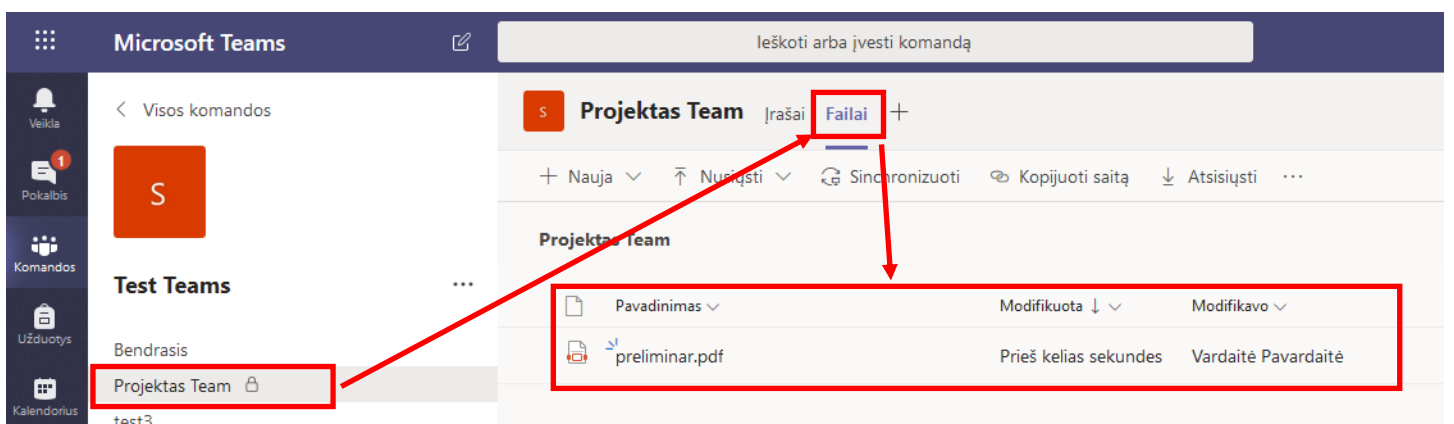 Microsoft Teams
Ieškoti arba įvesti komandą
Veikla
1
Pokalbis
Komandos
Užduotys
Kalendorius
Visos komandos
S
Test Teams
Bendrasis
Projektas Team
test3
S Projektas Team Įrašai Failai
Nauja Nusiųsti Sinchronizuoti Kopijuoti saitą Atsisiųsti
Projektas Team
Pavadinimas Modifikuota ↓ Modifikavo
preliminar.pdf Prieš kelias sekundes Vardaitė Pavardaitė